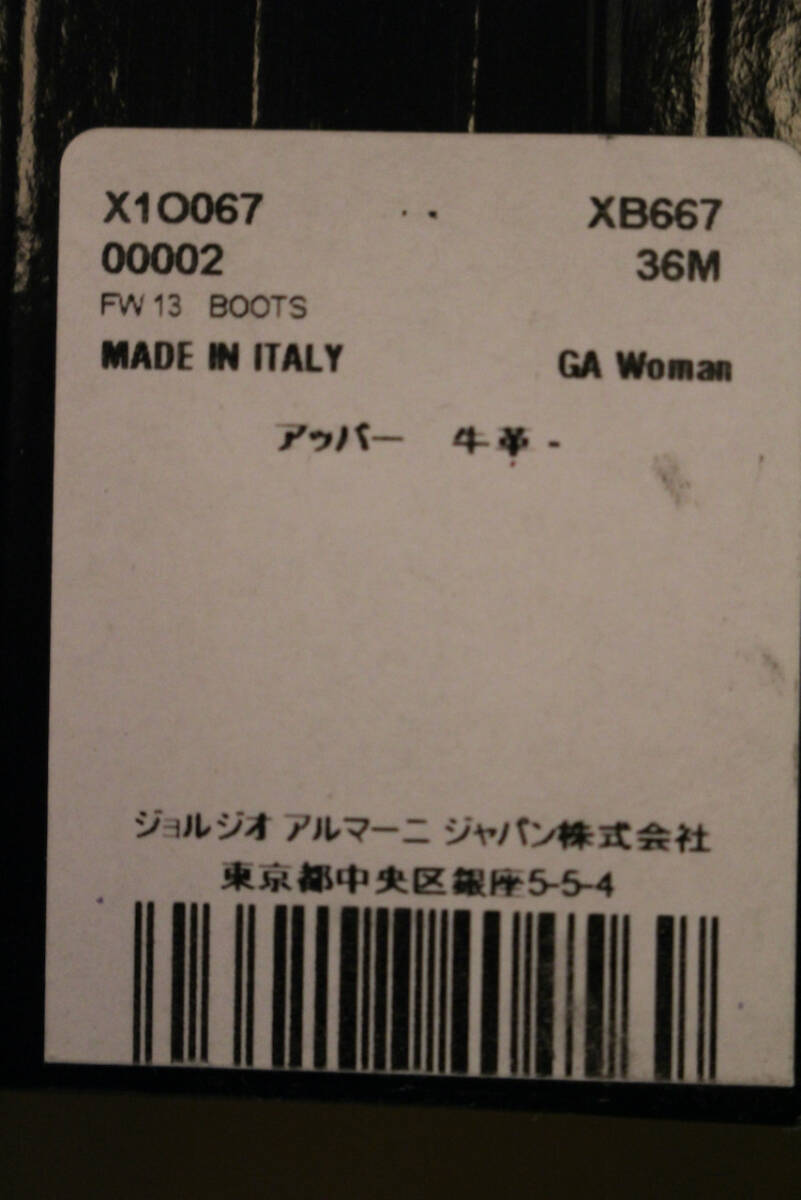 X1O067 XB667
00002 36M
FW 13 BOOTS
MADE IN ITALY GA Woman
アッパー 牛革 -
ジョルジオ アルマーニ ジャパン株式会社
東京都中央区銀座5-5-4